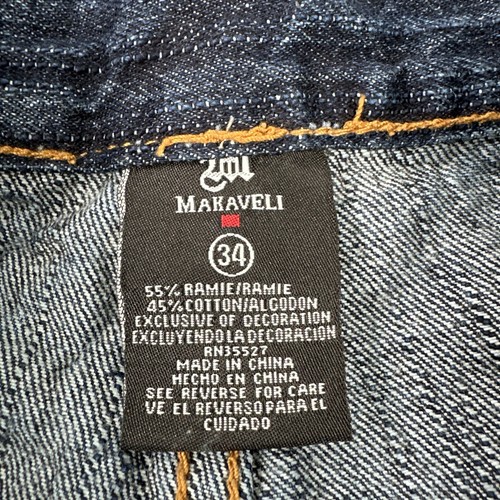 M
MAKAVELI
34
55% RAMIE/RAMIE
45% COTTON/ALGODON
EXCLUSIVE OF DECORATION
EXCLUYENDO LA DECORACIÓN
RN35527
MADE IN CHINA
HECHO EN CHINA
SEE REVERSE FOR CARE
VE EL REVERSO PARA EL
CUIDADO